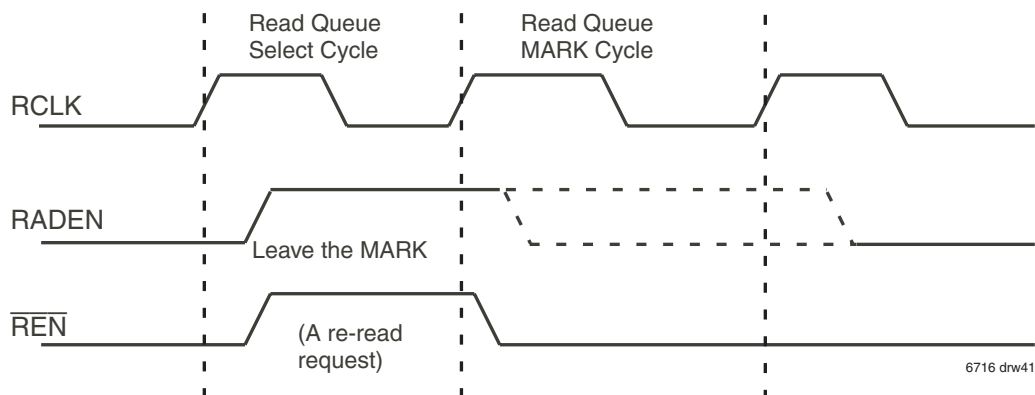 Read Queue
Select Cycle
Read Queue
MARK Cycle
RCLK
RADEN
Leave the MARK
REN
(A re-read
request)
6716 drw41